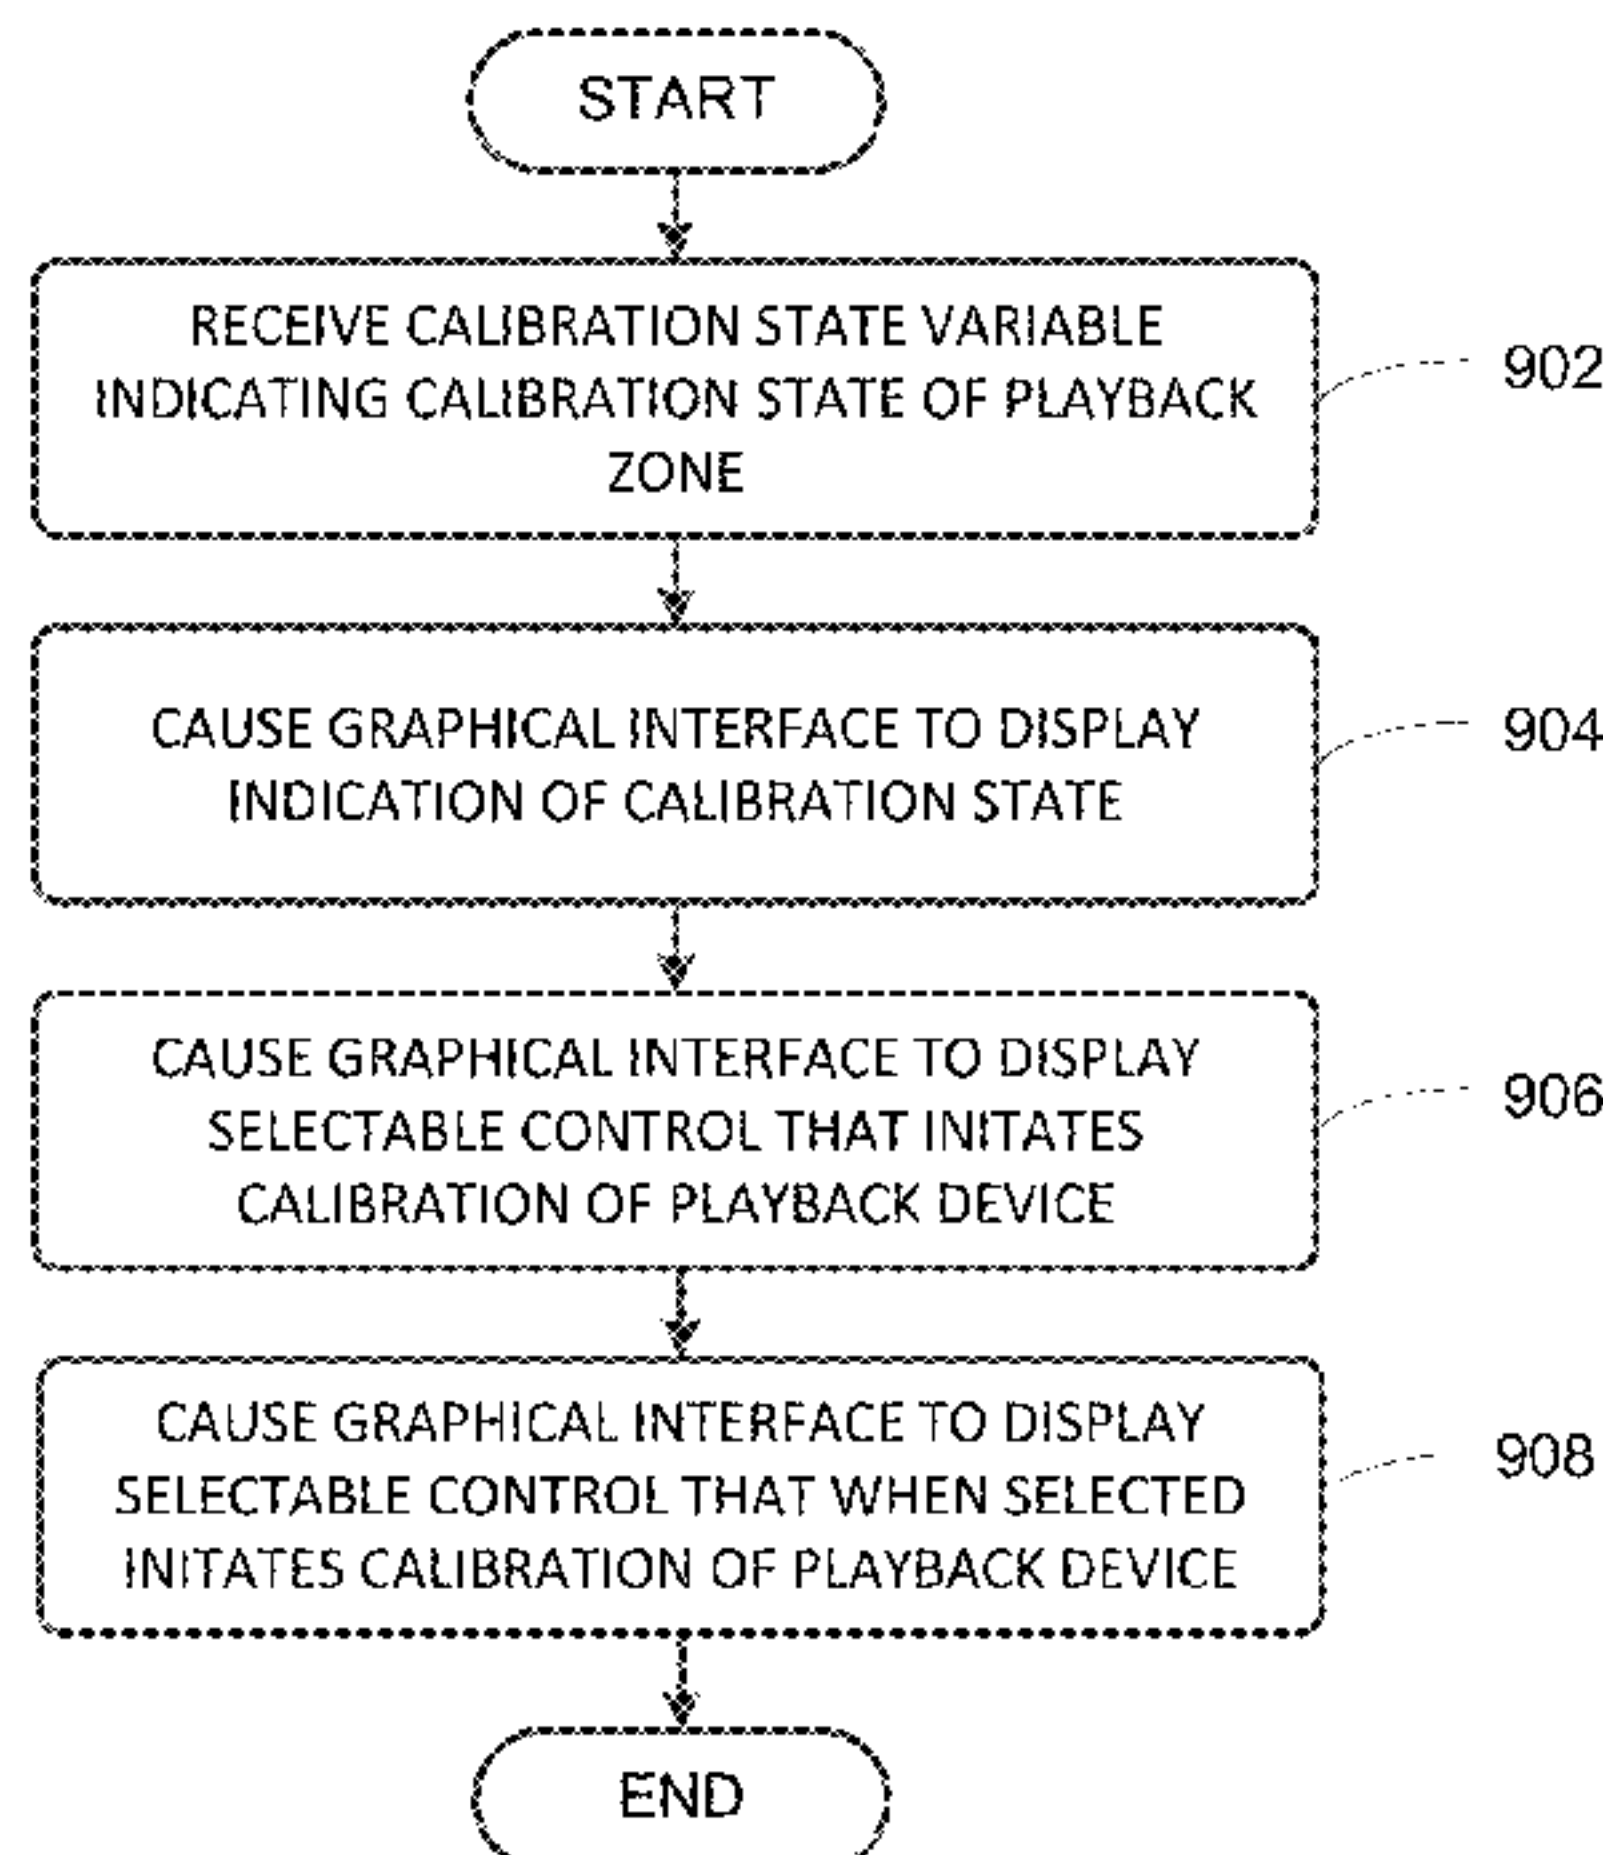 START
RECEIVE CALIBRATION STATE VARIABLE
INDICATING CALIBRATION STATE OF PLAYBACK
ZONE
902
CAUSE GRAPHICAL INTERFACE TO DISPLAY
INDICATION OF CALIBRATION STATE
904
CAUSE GRAPHICAL INTERFACE TO DISPLAY
SELECTABLE CONTROL THAT INITATES
CALIBRATION OF PLAYBACK DEVICE
906
CAUSE GRAPHICAL INTERFACE TO DISPLAY
SELECTABLE CONTROL THAT WHEN SELECTED
INITATES CALIBRATION OF PLAYBACK DEVICE
908
END